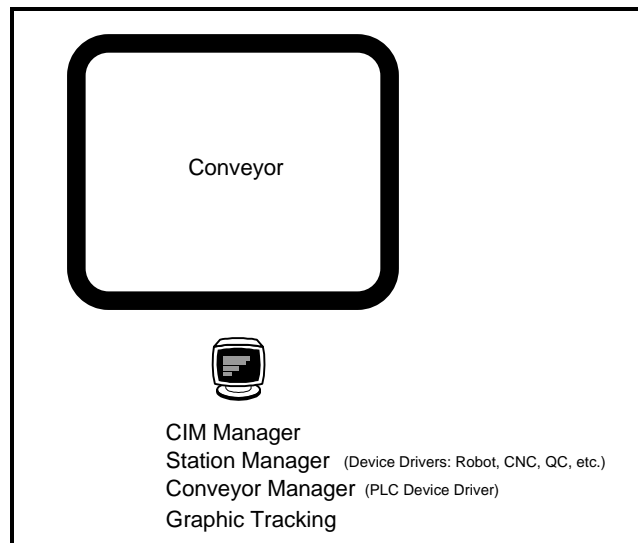 Conveyor
CIM Manager
Station Manager (Device Drivers: Robot, CNC, QC, etc.)
Conveyor Manager (PLC Device Driver)
Graphic Tracking